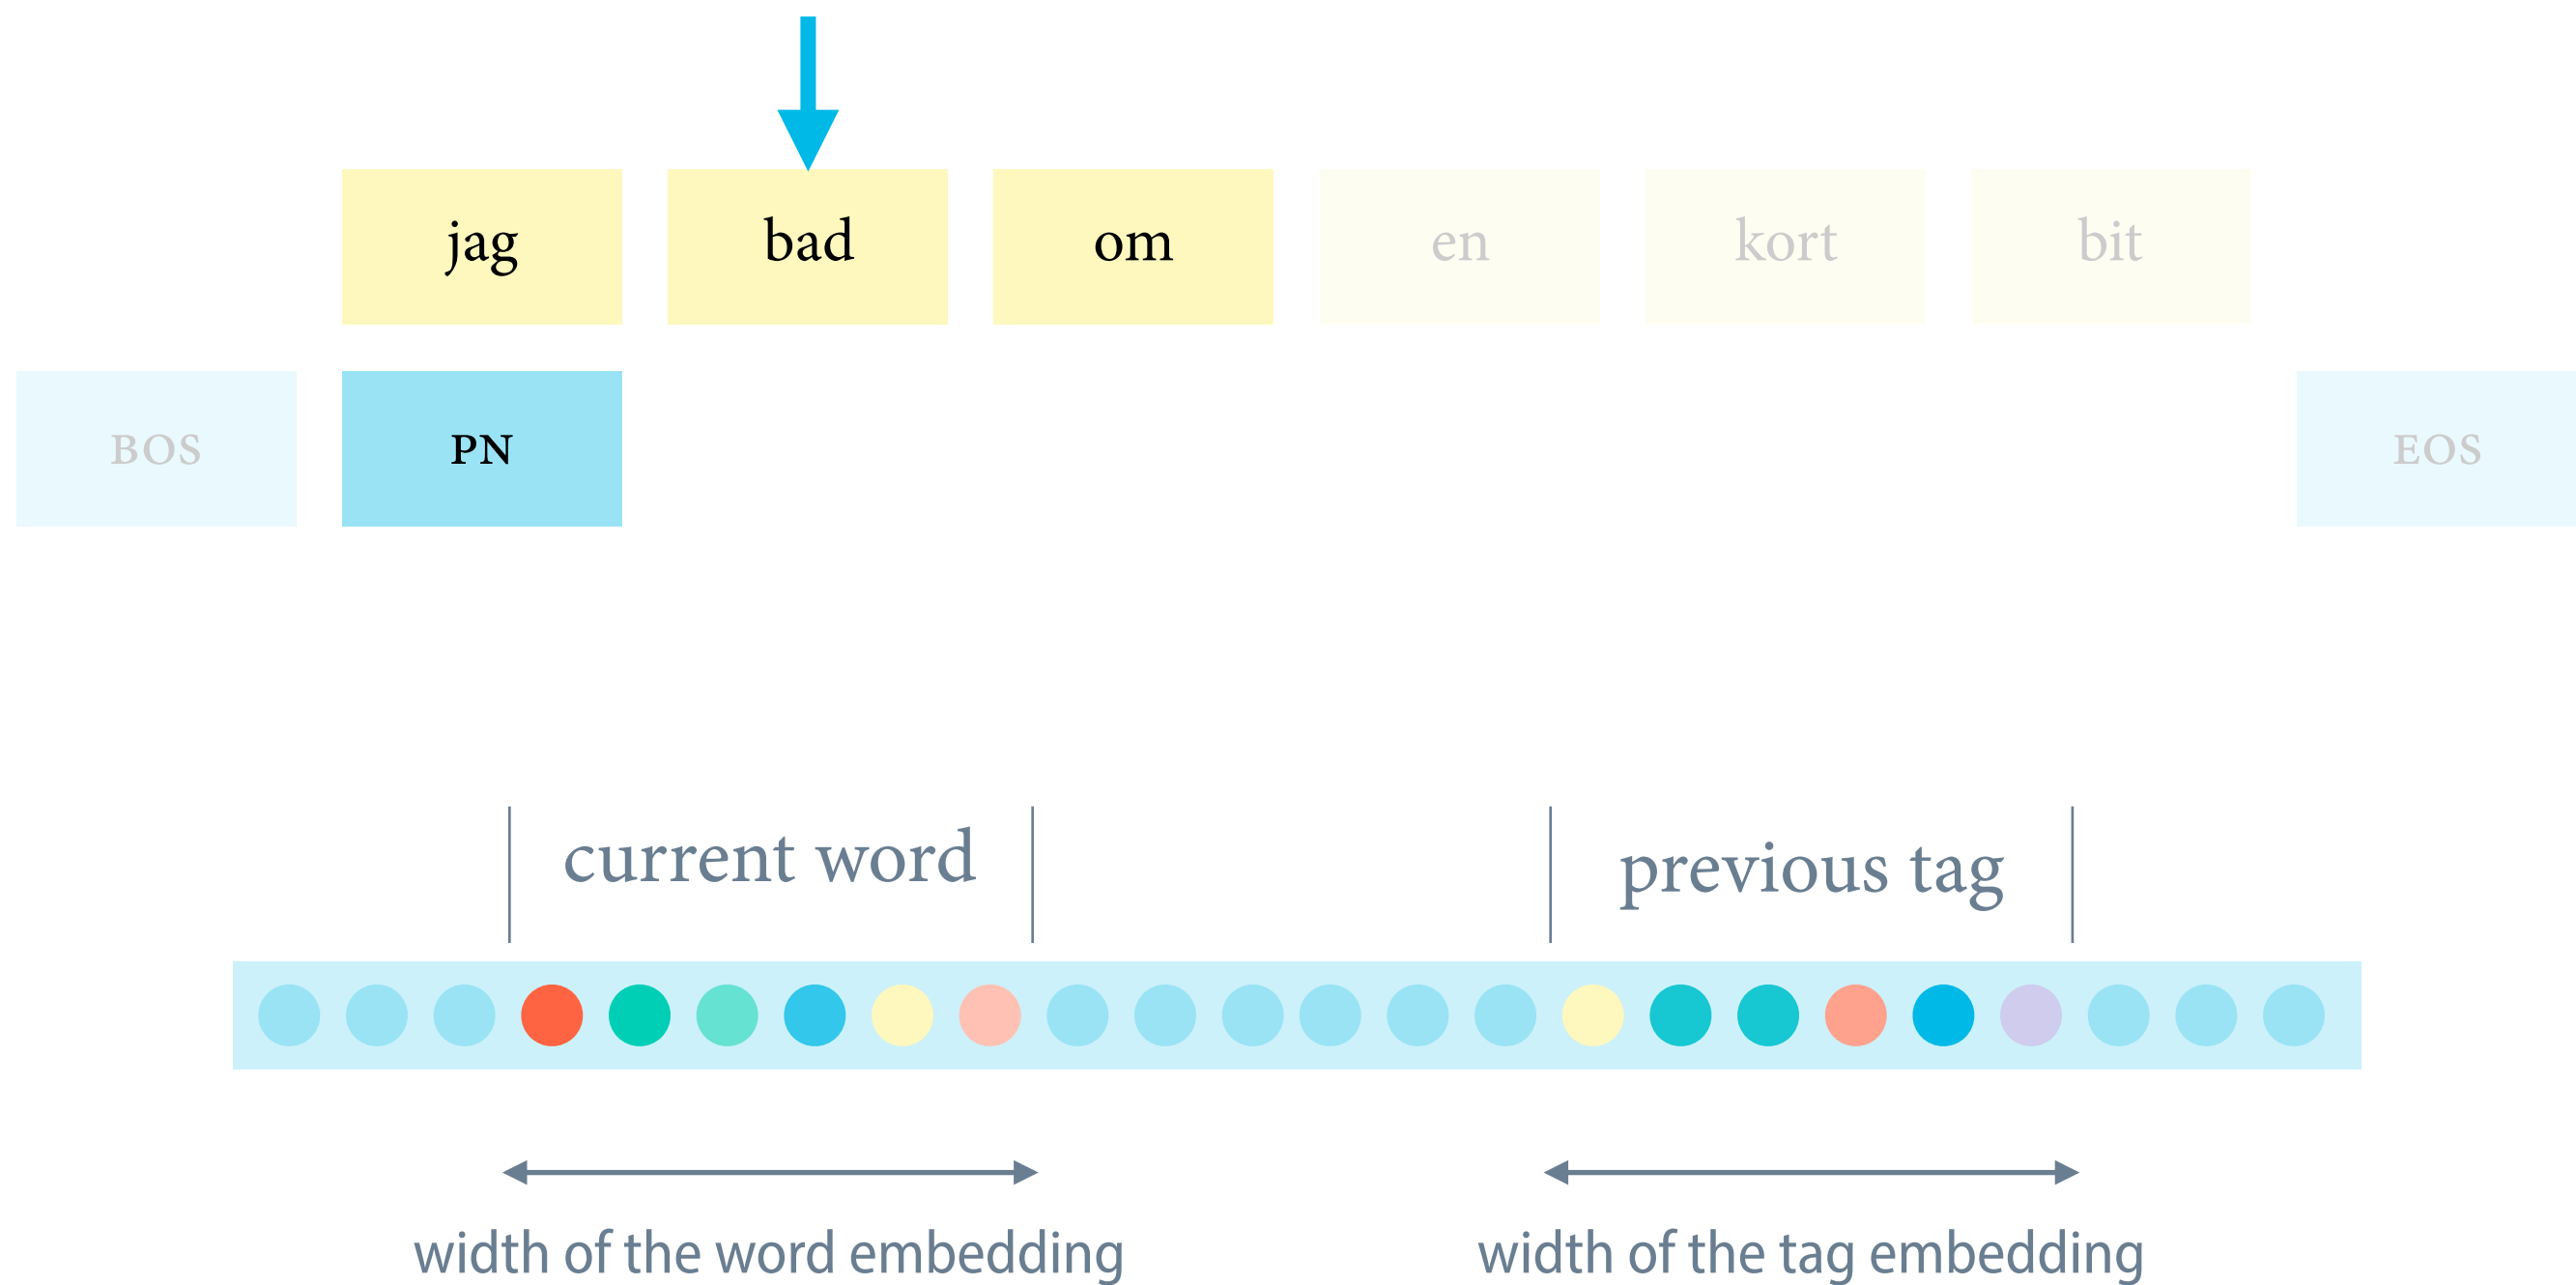 jag bad om en kort bit
BOS PN EOS
current word previous tag
width of the word embedding width of the tag embedding